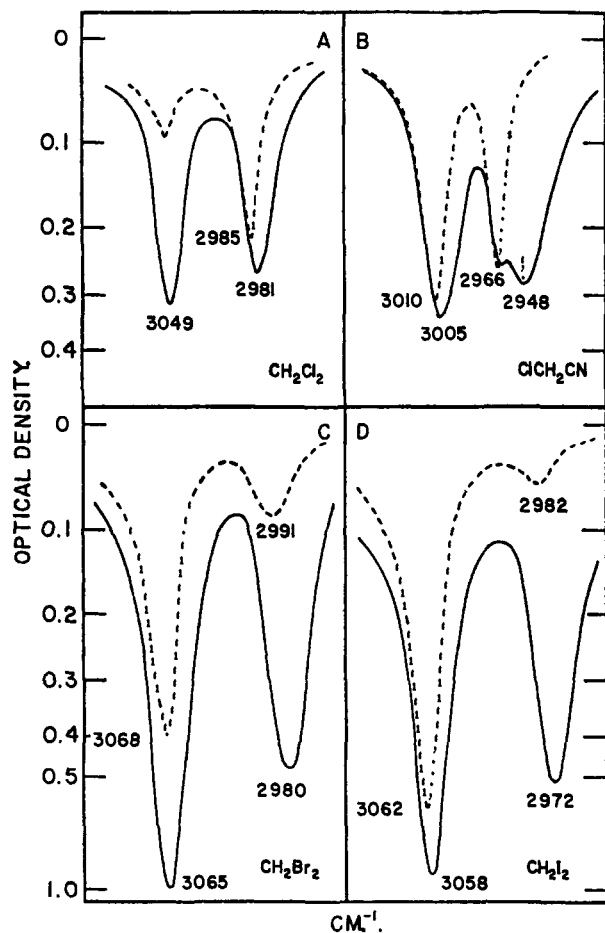 OPTICAL DENSITY.
0
0.1
0.2
0.3
0.4
A
2985
2981
3049
CH₂Cl₂
B
2966
2948
3010
3005
ClCH₂CN
0
0.1
0.2
0.3
0.4
0.5
1.0
C
2991
3068
2980
3065
CH₂Br₂
D
2982
3062
2972
3058
CH₂I₂
CM.⁻¹.